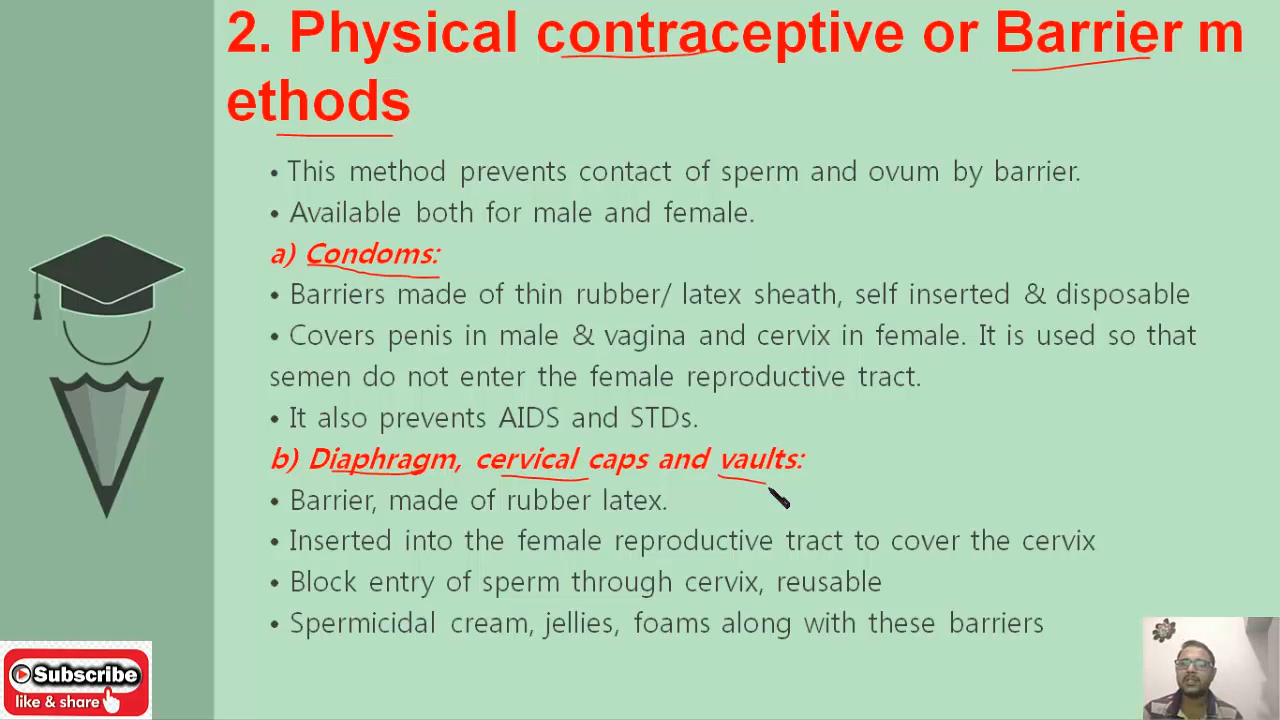 2. Physical contraceptive or Barrier m
ethods
• This method prevents contact of sperm and ovum by barrier.
• Available both for male and female.
a) Condoms:
• Barriers made of thin rubber/ latex sheath, self inserted & disposable
• Covers penis in male & vagina and cervix in female. It is used so that
semen do not enter the female reproductive tract.
• It also prevents AIDS and STDs.
b) Diaphragm, cervical caps and vaults:
• Barrier, made of rubber latex.
• Inserted into the female reproductive tract to cover the cervix
• Block entry of sperm through cervix, reusable
• Spermicidal cream, jellies, foams along with these barriers
Subscribe
like & share